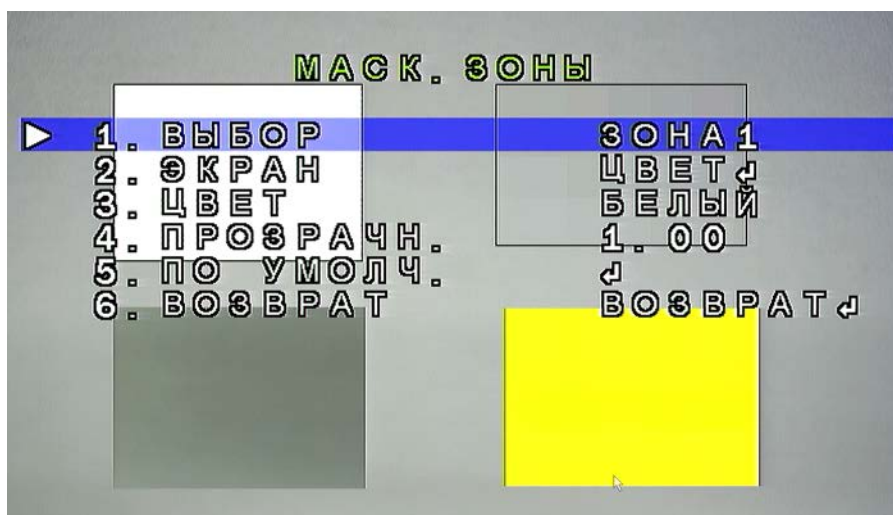 МАСК. ЗОНЫ
1. ВЫБОР ЗОНА1
2. ЭКРАН ЦВЕТ↲
3. ЦВЕТ БЕЛЫЙ
4. ПРОЗРАЧН. 1.00
5. ПО УМОЛЧ. ↲
6. ВОЗВРАТ ВОЗВРАТ↲